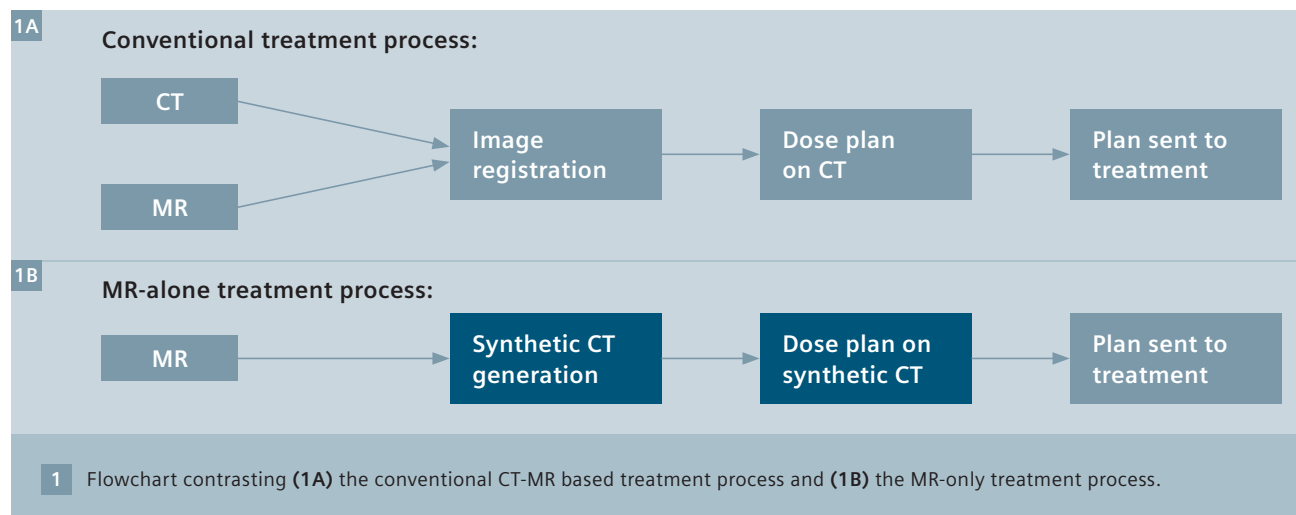 1A
Conventional treatment process:
CT
MR
Image
registration
Dose plan
on CT
Plan sent to
treatment
1B
MR-alone treatment process:
MR
Synthetic CT
generation
Dose plan on
synthetic CT
Plan sent to
treatment
1 Flowchart contrasting (1A) the conventional CT-MR based treatment process and (1B) the MR-only treatment process.